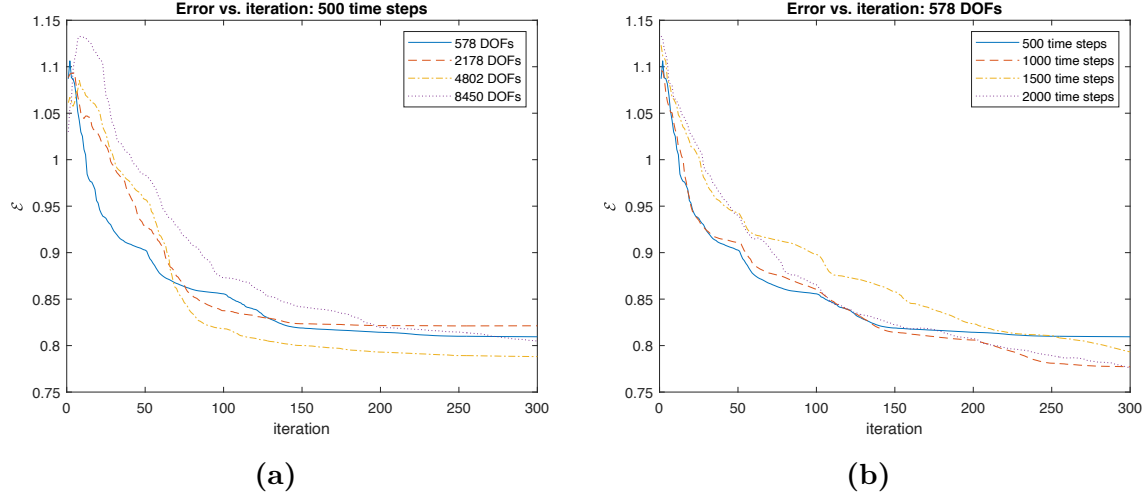 Error vs. iteration: 500 time steps
1.15
1.1
1.05
1
0.95
0.9
0.85
0.8
0.75
ℰ
578 DOFs
2178 DOFs
4802 DOFs
8450 DOFs
0 50 100 150 200 250 300
iteration
(a)
Error vs. iteration: 578 DOFs
1.15
1.1
1.05
1
0.95
0.9
0.85
0.8
0.75
ℰ
500 time steps
1000 time steps
1500 time steps
2000 time steps
0 50 100 150 200 250 300
iteration
(b)